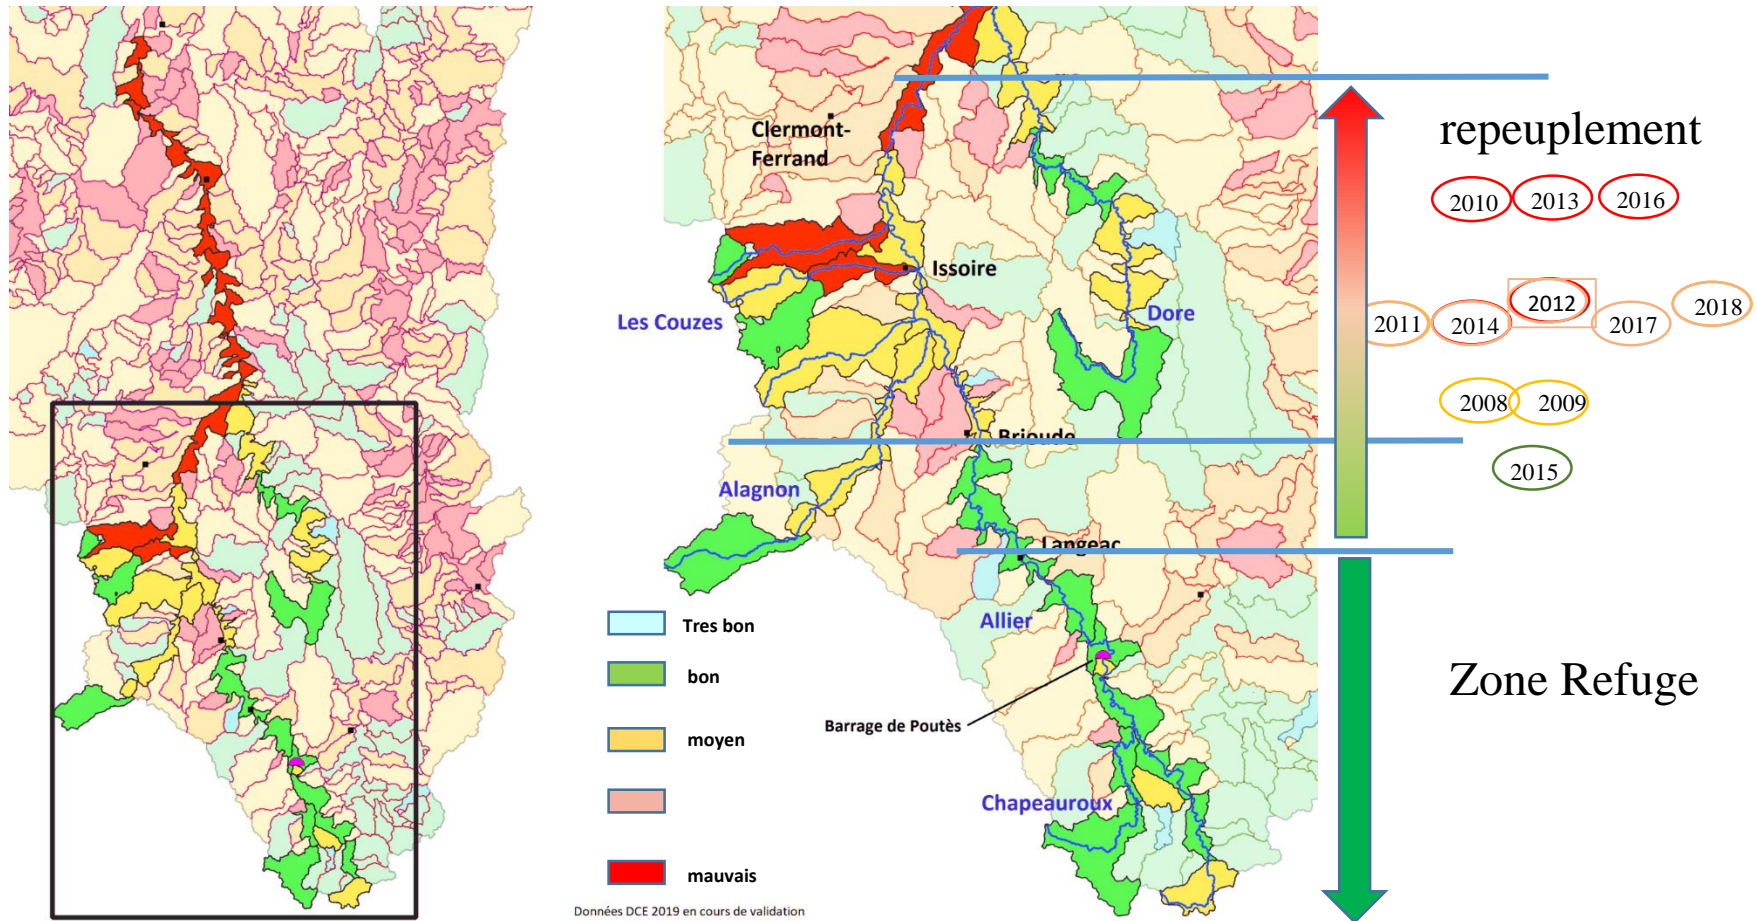 Clermont-
Ferrand
Issoire
Les Couzes
Dore
Brioude
Alagnon
Langeac
Allier
Barrage de Poutès
Chapeauroux
Tres bon
bon
moyen
mauvais
Données DCE 2019 en cours de validation
repeuplement
2010 2013 2016
2011 2014 2012 2017 2018
2008 2009
2015
Zone Refuge